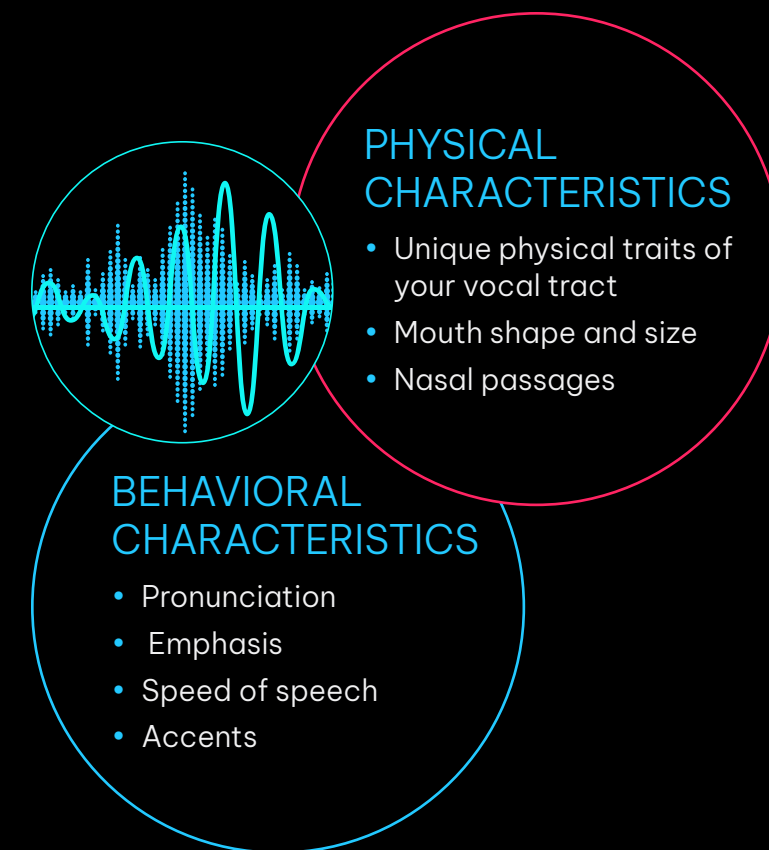 PHYSICAL
CHARACTERISTICS
• Unique physical traits of
your vocal tract
• Mouth shape and size
• Nasal passages
BEHAVIORAL
CHARACTERISTICS
• Pronunciation
• Emphasis
• Speed of speech
• Accents